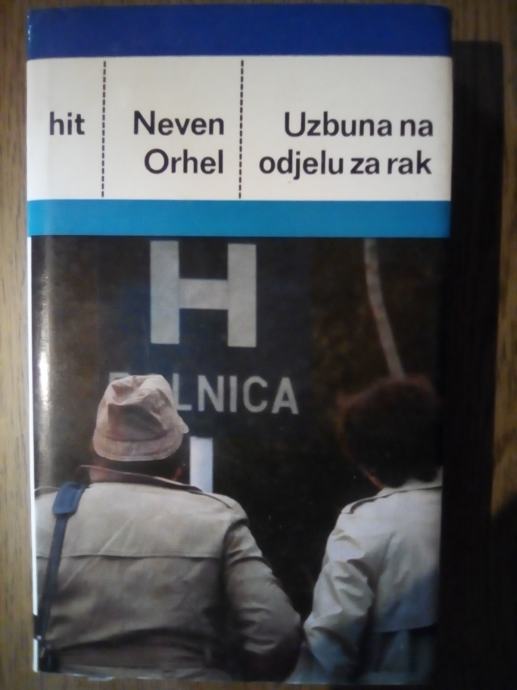 hit
Neven
Orhel
Uzbuna na
odjelu za rak
H
LNICA